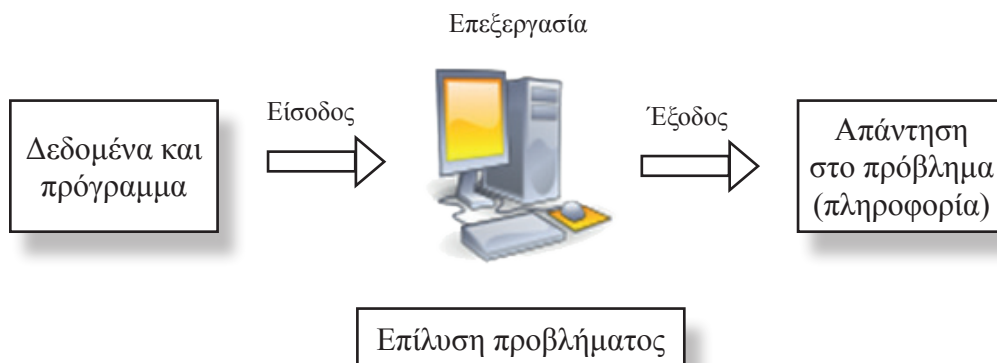 Επεξεργασία
Είσοδος
Έξοδος
Δεδομένα και
πρόγραμμα
Απάντηση
στο πρόβλημα
(πληροφορία)
Επίλυση προβλήματος